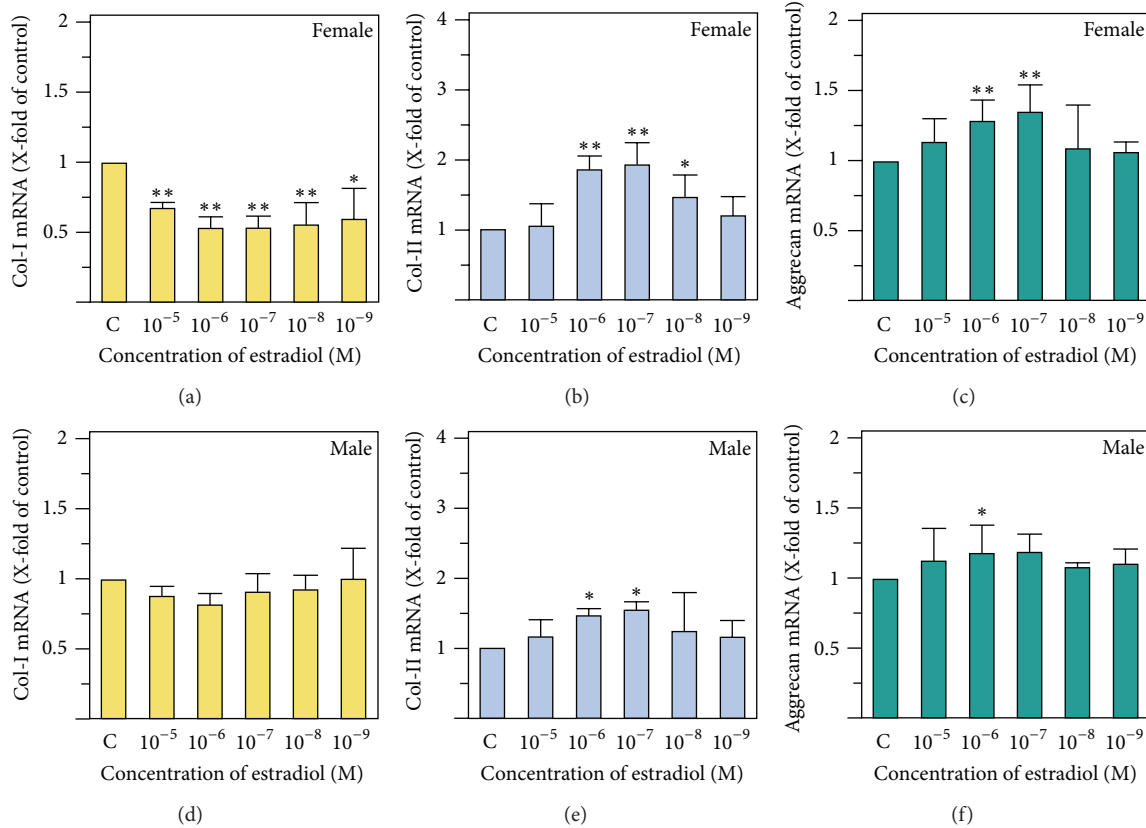 Col-I mRNA (X-fold of control)
2
1.5
1
0.5
Female
**
**
**
**
*
C 10⁻⁵ 10⁻⁶ 10⁻⁷ 10⁻⁸ 10⁻⁹
Concentration of estradiol (M)
(a)
Col-II mRNA (X-fold of control)
4
3
2
1
Female
**
**
*
C 10⁻⁵ 10⁻⁶ 10⁻⁷ 10⁻⁸ 10⁻⁹
Concentration of estradiol (M)
(b)
Aggrecan mRNA (X-fold of control)
2
1.5
1
0.5
Female
**
**
C 10⁻⁵ 10⁻⁶ 10⁻⁷ 10⁻⁸ 10⁻⁹
Concentration of estradiol (M)
(c)
Col-I mRNA (X-fold of control)
2
1.5
1
0.5
Male
C 10⁻⁵ 10⁻⁶ 10⁻⁷ 10⁻⁸ 10⁻⁹
Concentration of estradiol (M)
(d)
Col-II mRNA (X-fold of control)
4
3
2
1
Male
*
*
C 10⁻⁵ 10⁻⁶ 10⁻⁷ 10⁻⁸ 10⁻⁹
Concentration of estradiol (M)
(e)
Aggrecan mRNA (X-fold of control)
2
1.5
1
0.5
Male
*
C 10⁻⁵ 10⁻⁶ 10⁻⁷ 10⁻⁸ 10⁻⁹
Concentration of estradiol (M)
(f)